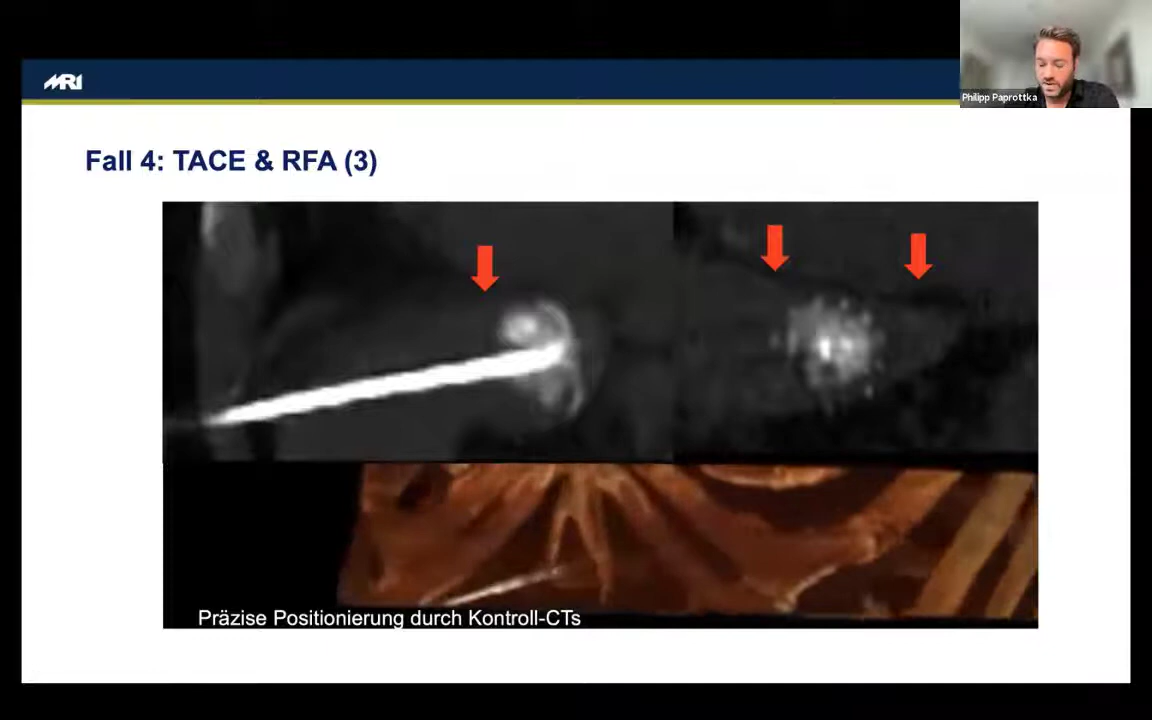 MRI
Philipp Paprottka
Fall 4: TACE & RFA (3)
Präzise Positionierung durch Kontroll-CTs